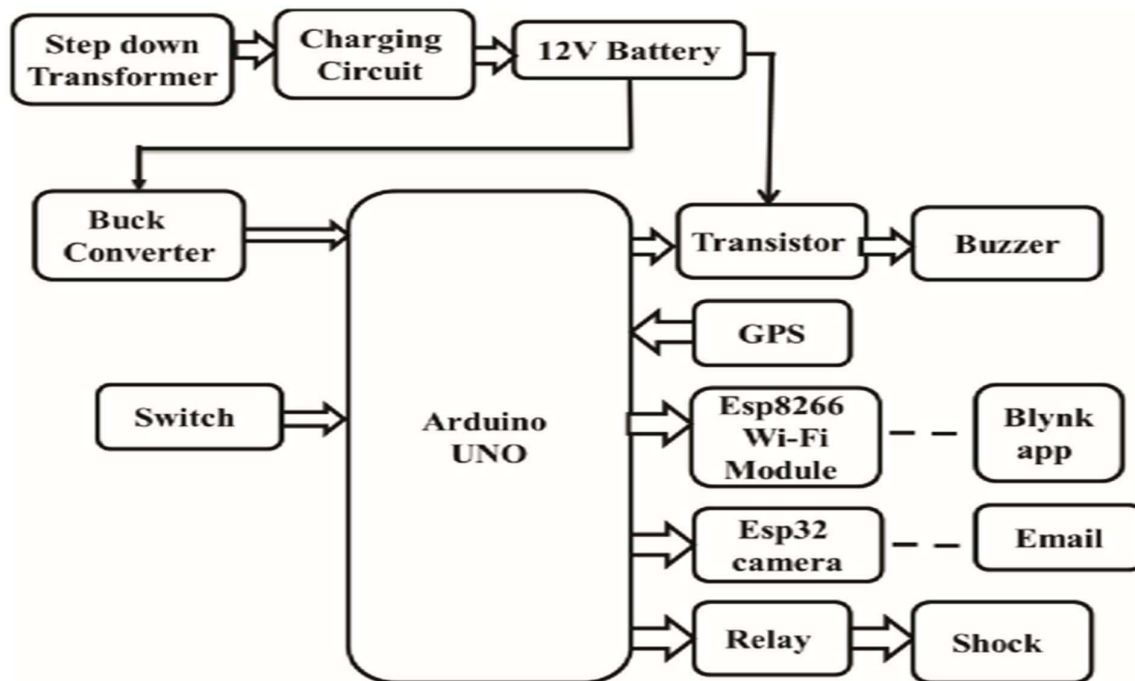 Step down
Transformer
Charging
Circuit
12V Battery
Buck
Converter
Transistor
Buzzer
GPS
Switch
Arduino
UNO
Esp8266
Wi-Fi
Module
Blynk
app
Esp32
camera
Email
Relay
Shock